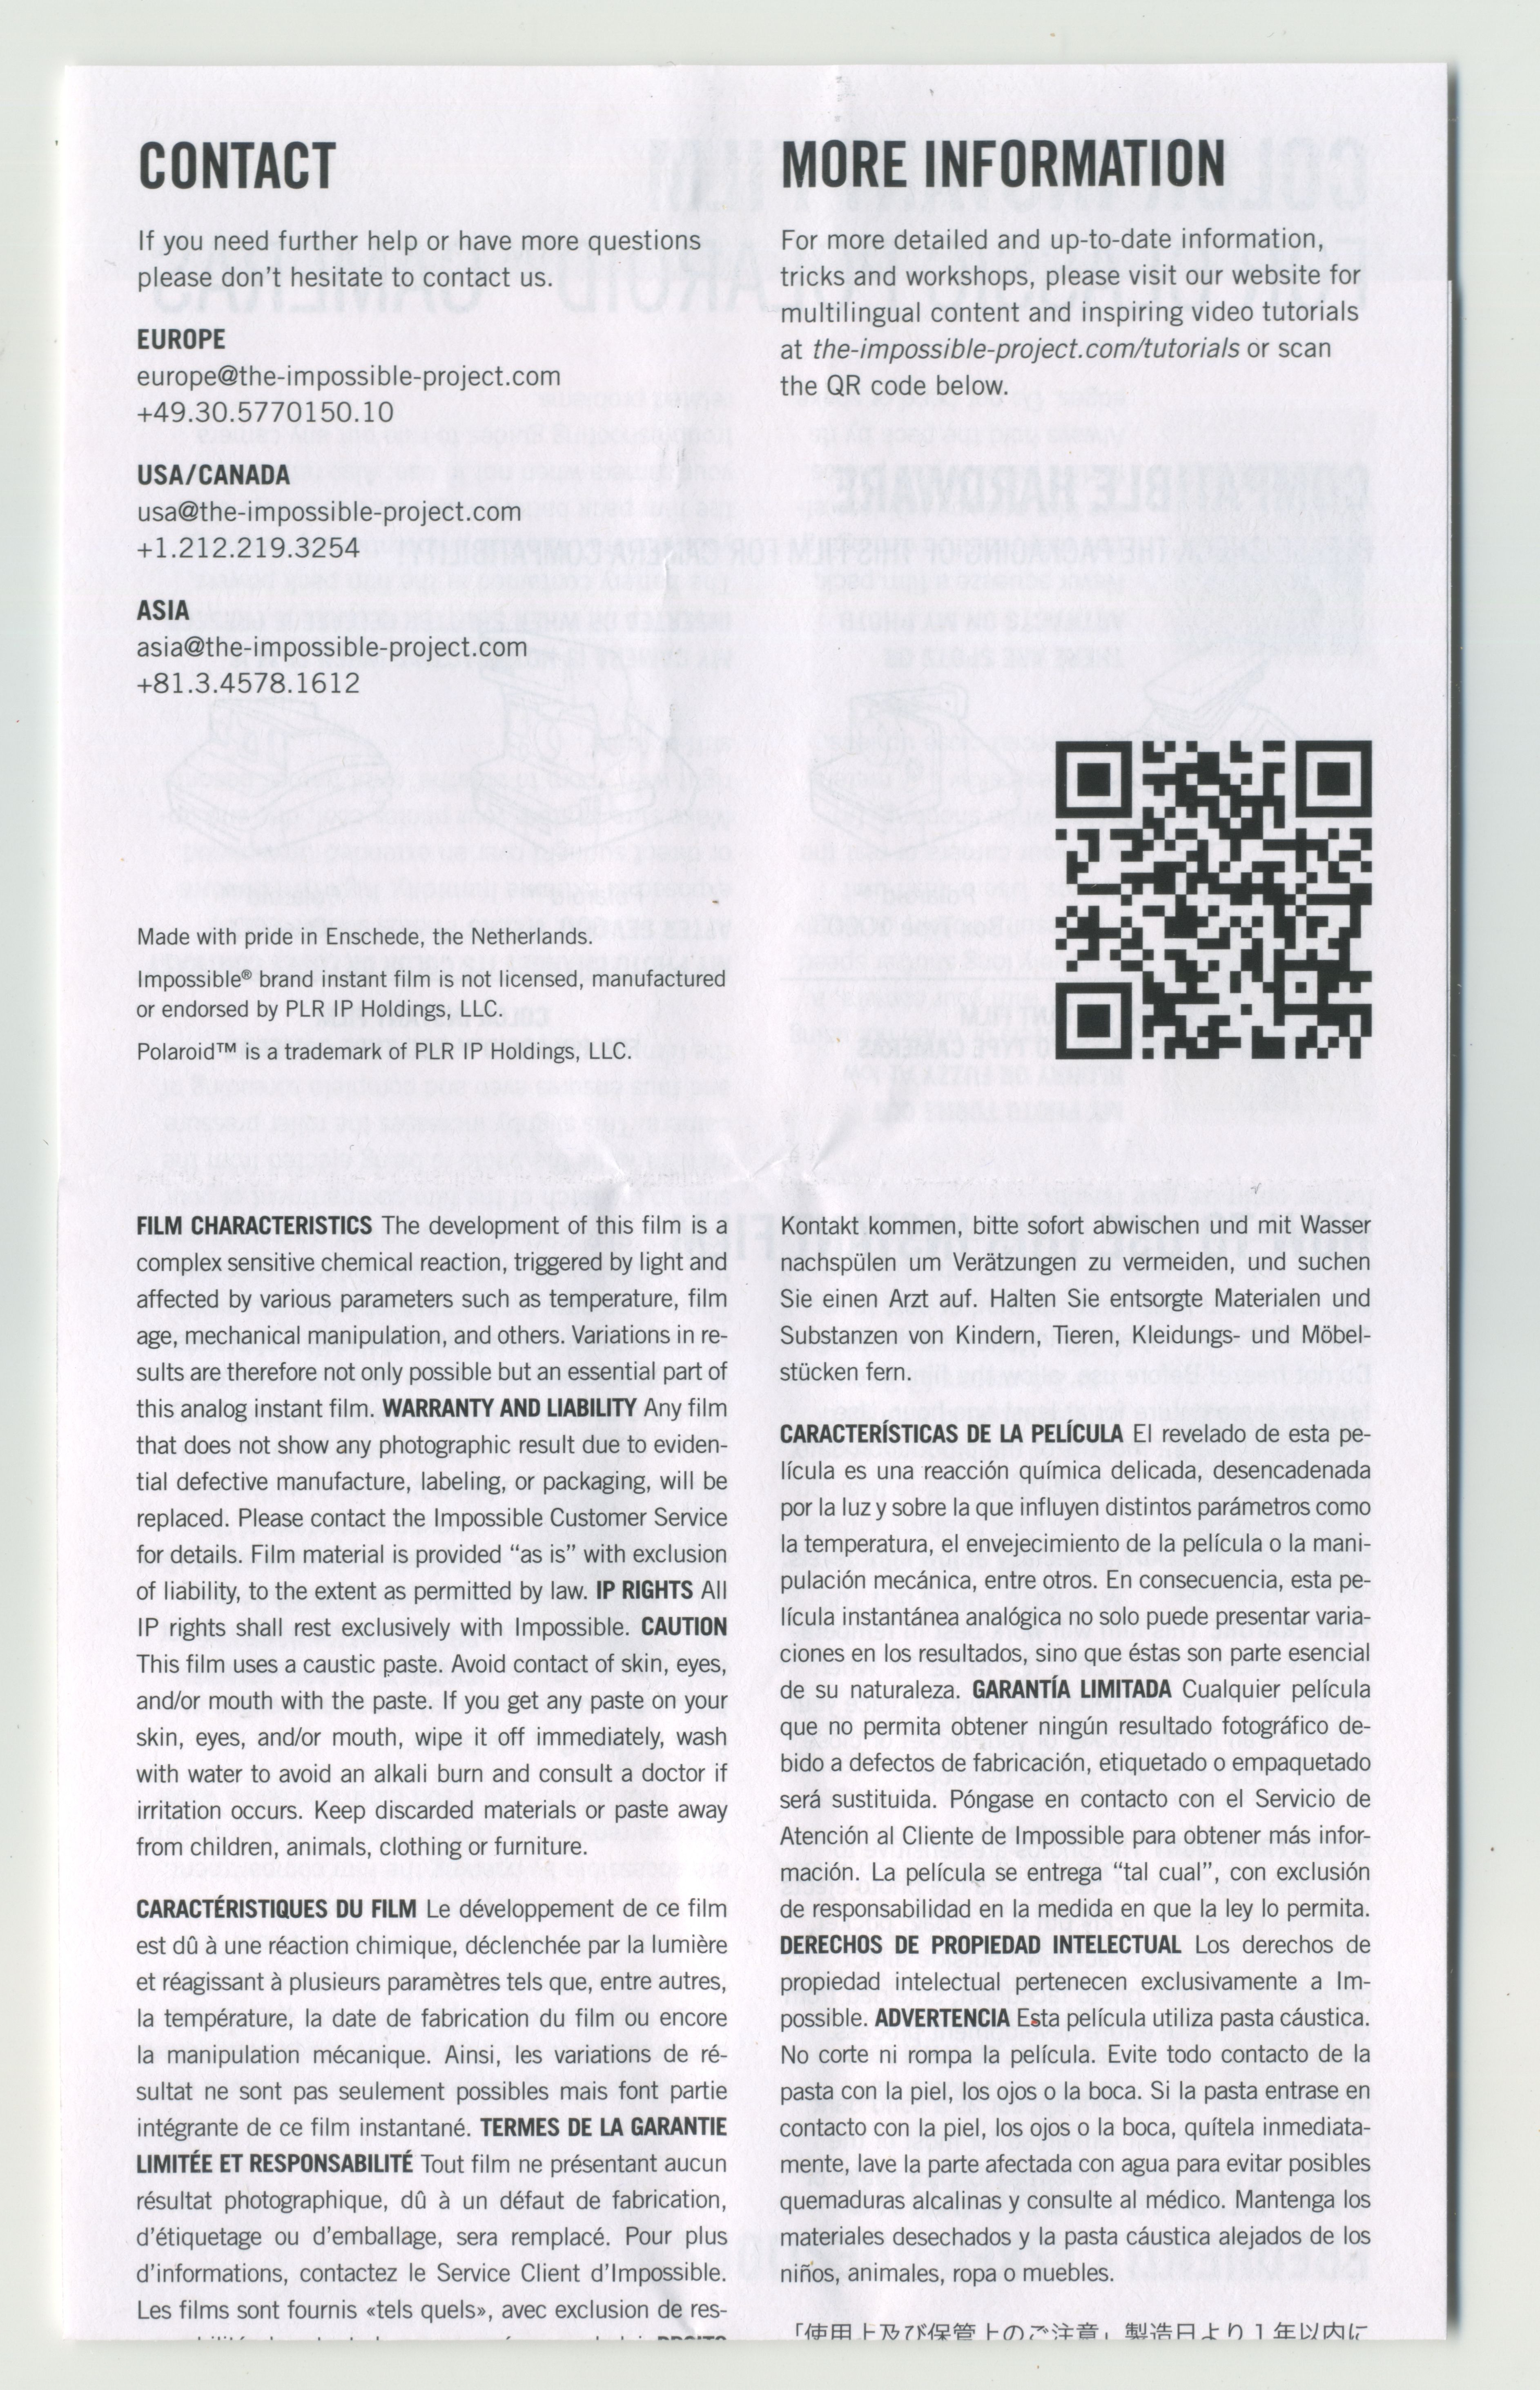 CONTACT
If you need further help or have more questions
please don't hesitate to contact us.
EUROPE
europe@the-impossible-project.com
+49.30.5770150.10
USA/CANADA
usa@the-impossible-project.com
+1.212.219.3254
ASIA
asia@the-impossible-project.com
+81.3.4578.1612
Made with pride in Enschede, the Netherlands.
Impossible® brand instant film is not licensed, manufactured
or endorsed by PLR IP Holdings, LLC.
Polaroid™ is a trademark of PLR IP Holdings, LLC.
MORE INFORMATION
For more detailed and up-to-date information,
tricks and workshops, please visit our website for
multilingual content and inspiring video tutorials
at the-impossible-project.com/tutorials or scan
the QR code below.
FILM CHARACTERISTICS The development of this film is a
complex sensitive chemical reaction, triggered by light and
affected by various parameters such as temperature, film
age, mechanical manipulation, and others. Variations in re-
sults are therefore not only possible but an essential part of
this analog instant film. WARRANTY AND LIABILITY Any film
that does not show any photographic result due to eviden-
tial defective manufacture, labeling, or packaging, will be
replaced. Please contact the Impossible Customer Service
for details. Film material is provided “as is” with exclusion
of liability, to the extent as permitted by law. IP RIGHTS All
IP rights shall rest exclusively with Impossible. CAUTION
This film uses a caustic paste. Avoid contact of skin, eyes,
and/or mouth with the paste. If you get any paste on your
skin, eyes, and/or mouth, wipe it off immediately, wash
with water to avoid an alkali burn and consult a doctor if
irritation occurs. Keep discarded materials or paste away
from children, animals, clothing or furniture.
CARACTÉRISTIQUES DU FILM Le développement de ce film
est dû à une réaction chimique, déclenchée par la lumière
et réagissant à plusieurs paramètres tels que, entre autres,
la température, la date de fabrication du film ou encore
la manipulation mécanique. Ainsi, les variations de ré-
sultat ne sont pas seulement possibles mais font partie
intégrante de ce film instantané. TERMES DE LA GARANTIE
LIMITÉE ET RESPONSABILITÉ Tout film ne présentant aucun
résultat photographique, dû à un défaut de fabrication,
d'étiquetage ou d'emballage, sera remplacé. Pour plus
d'informations, contactez le Service Client d'Impossible.
Les films sont fournis «tels quels», avec exclusion de res-
Kontakt kommen, bitte sofort abwischen und mit Wasser
nachspülen um Verätzungen zu vermeiden, und suchen
Sie einen Arzt auf. Halten Sie entsorgte Materialen und
Substanzen von Kindern, Tieren, Kleidungs- und Möbel-
stücken fern.
CARACTERÍSTICAS DE LA PELÍCULA El revelado de esta pe-
lícula es una reacción química delicada, desencadenada
por la luz y sobre la que influyen distintos parámetros como
la temperatura, el envejecimiento de la película o la mani-
pulación mecánica, entre otros. En consecuencia, esta pe-
lícula instantánea analógica no solo puede presentar varia-
ciones en los resultados, sino que éstas son parte esencial
de su naturaleza. GARANTÍA LIMITADA Cualquier película
que no permita obtener ningún resultado fotográfico de-
bido a defectos de fabricación, etiquetado o empaquetado
será sustituida. Póngase en contacto con el Servicio de
Atención al Cliente de Impossible para obtener más infor-
mación. La película se entrega “tal cual”, con exclusión
de responsabilidad en la medida en que la ley lo permita.
DERECHOS DE PROPIEDAD INTELECTUAL Los derechos de
propiedad intelectual pertenecen exclusivamente a Im-
possible. ADVERTENCIA Esta película utiliza pasta cáustica.
No corte ni rompa la película. Evite todo contacto de la
pasta con la piel, los ojos o la boca. Si la pasta entrase en
contacto con la piel, los ojos o la boca, quítela inmediata-
mente, lave la parte afectada con agua para evitar posibles
quemaduras alcalinas y consulte al médico. Mantenga los
materiales desechados y la pasta cáustica alejados de los
niños, animales, ropa o muebles.
「使用上及び保管上のご注意」製造日より1年以内に